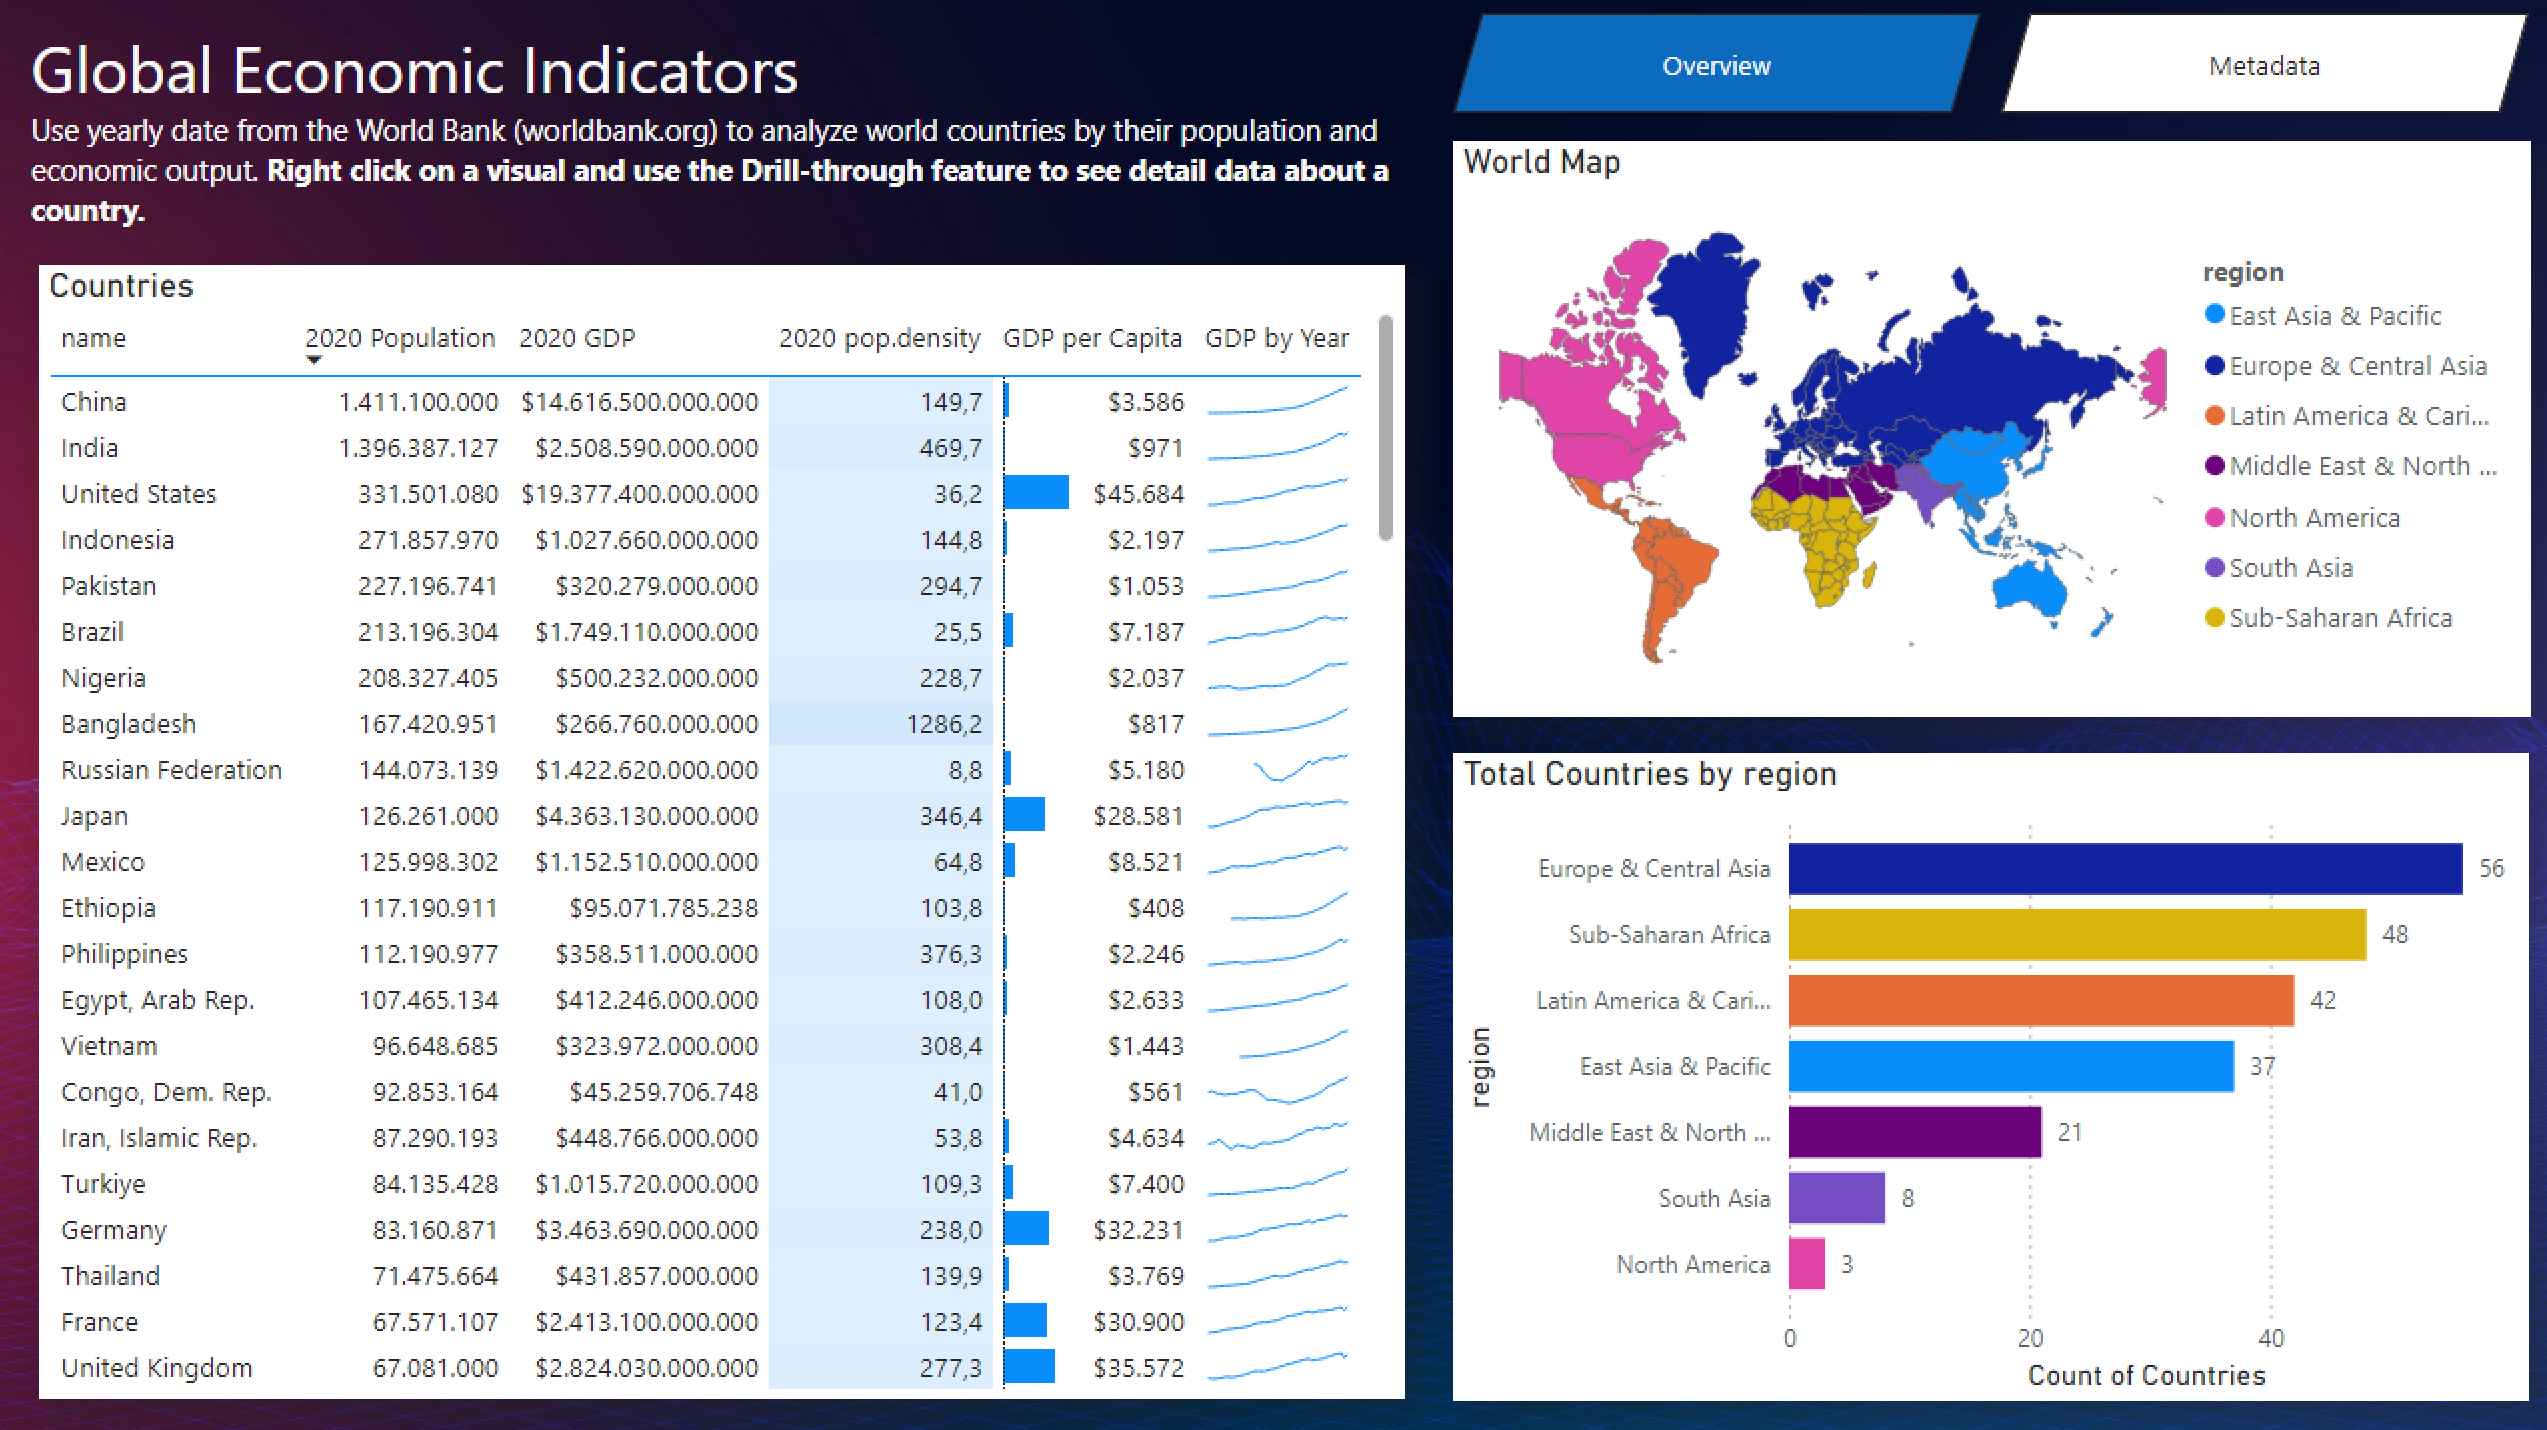 Global Economic Indicators
Use yearly date from the World Bank (worldbank.org) to analyze world countries by their population and
economic output. Right click on a visual and use the Drill-through feature to see detail data about a
country.
Overview
Metadata
Countries
name 2020 Population 2020 GDP 2020 pop.density GDP per Capita GDP by Year
China 1.411.100.000 $14.616.500.000.000 149,7 $3.586
India 1.396.387.127 $2.508.590.000.000 469,7 $971
United States 331.501.080 $19.377.400.000.000 36,2 $45.684
Indonesia 271.857.970 $1.027.660.000.000 144,8 $2.197
Pakistan 227.196.741 $320.279.000.000 294,7 $1.053
Brazil 213.196.304 $1.749.110.000.000 25,5 $7.187
Nigeria 208.327.405 $500.232.000.000 228,7 $2.037
Bangladesh 167.420.951 $266.760.000.000 1286,2 $817
Russian Federation 144.073.139 $1.422.620.000.000 8,8 $5.180
Japan 126.261.000 $4.363.130.000.000 346,4 $28.581
Mexico 125.998.302 $1.152.510.000.000 64,8 $8.521
Ethiopia 117.190.911 $95.071.785.238 103,8 $408
Philippines 112.190.977 $358.511.000.000 376,3 $2.246
Egypt, Arab Rep. 107.465.134 $412.246.000.000 108,0 $2.633
Vietnam 96.648.685 $323.972.000.000 308,4 $1.443
Congo, Dem. Rep. 92.853.164 $45.259.706.748 41,0 $561
Iran, Islamic Rep. 87.290.193 $448.766.000.000 53,8 $4.634
Turkiye 84.135.428 $1.015.720.000.000 109,3 $7.400
Germany 83.160.871 $3.463.690.000.000 238,0 $32.231
Thailand 71.475.664 $431.857.000.000 139,9 $3.769
France 67.571.107 $2.413.100.000.000 123,4 $30.900
United Kingdom 67.081.000 $2.824.030.000.000 277,3 $35.572
World Map
region
East Asia & Pacific
Europe & Central Asia
Latin America & Cari...
Middle East & North ...
North America
South Asia
Sub-Saharan Africa
Total Countries by region
region
Europe & Central Asia 56
Sub-Saharan Africa 48
Latin America & Cari... 42
East Asia & Pacific 37
Middle East & North ... 21
South Asia 8
North America 3
0 20 40
Count of Countries